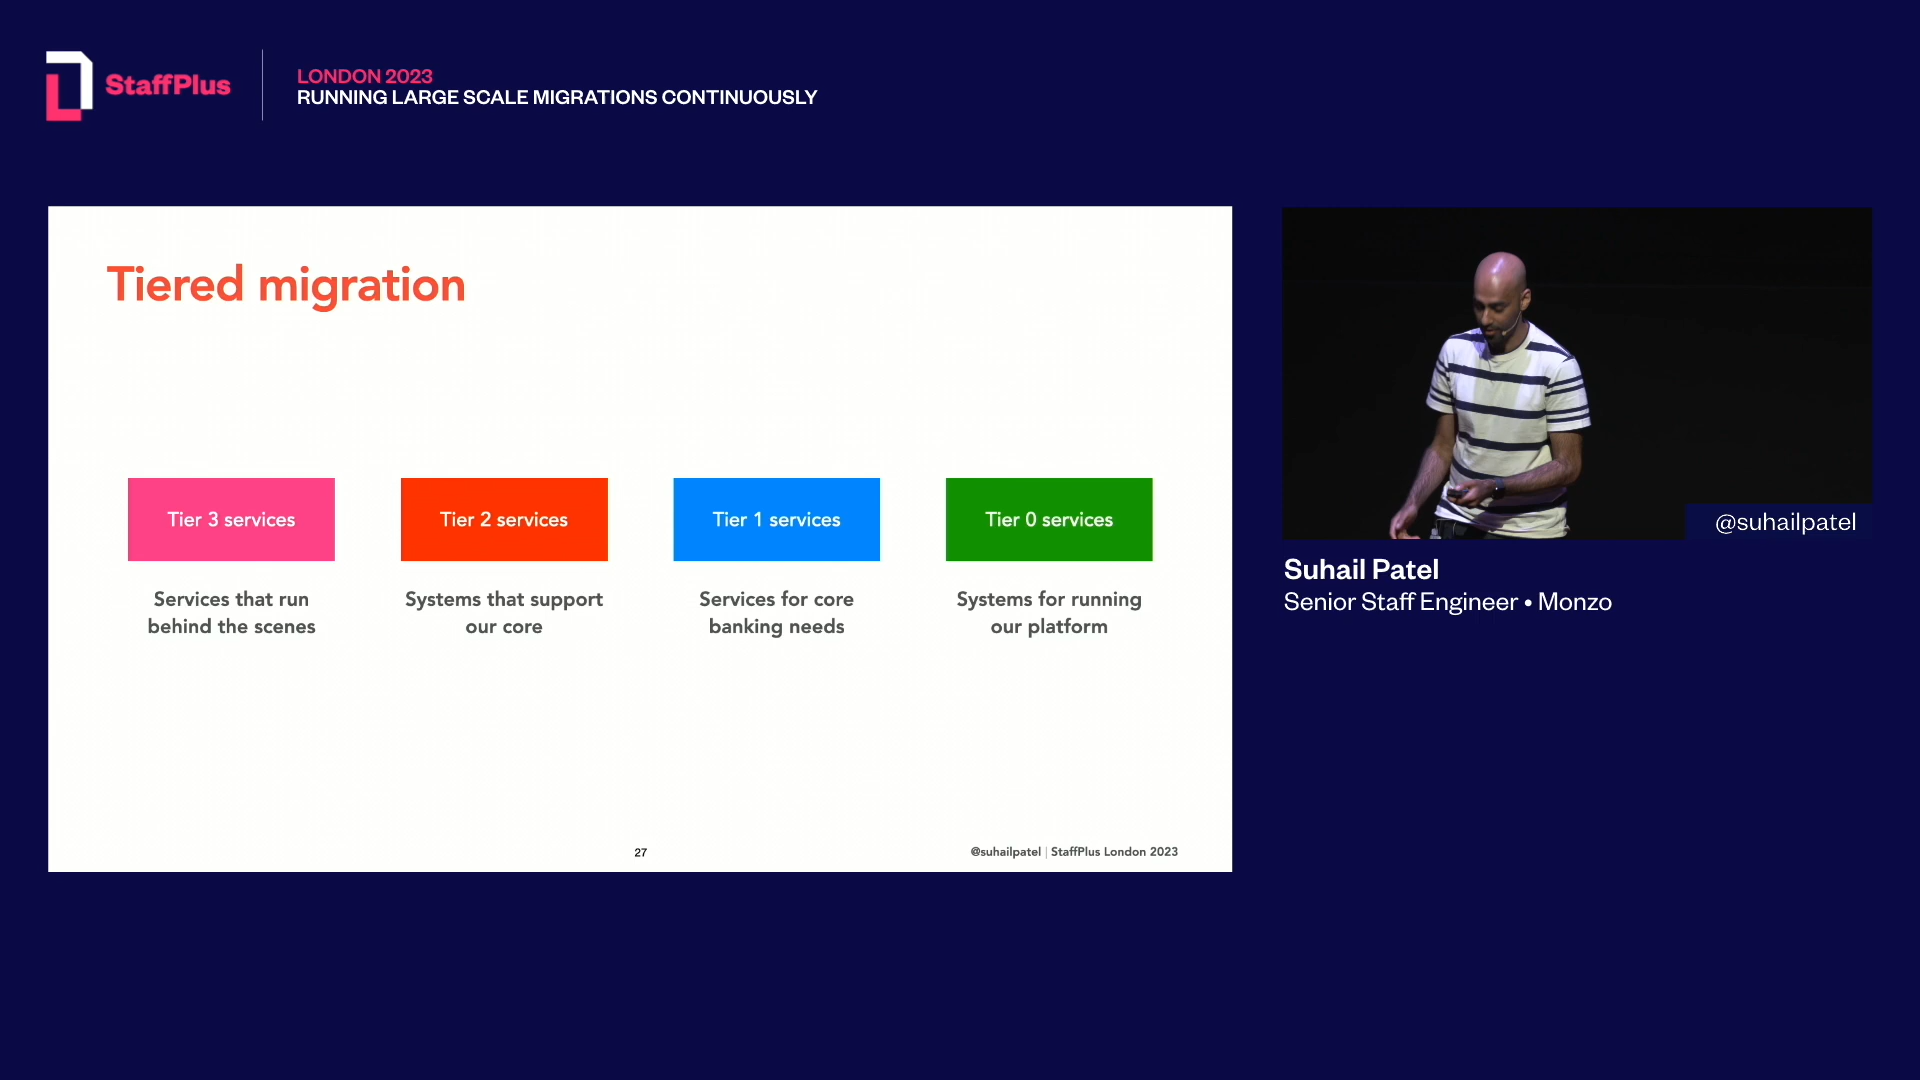 StaffPlus
LONDON 2023
RUNNING LARGE SCALE MIGRATIONS CONTINUOUSLY
Tiered migration
Tier 3 services
Tier 2 services
Tier 1 services
Tier 0 services
Services that run
behind the scenes
Systems that support
our core
Services for core
banking needs
Systems for running
our platform
27
@suhailpatel | StaffPlus London 2023
@suhailpatel
Suhail Patel
Senior Staff Engineer • Monzo